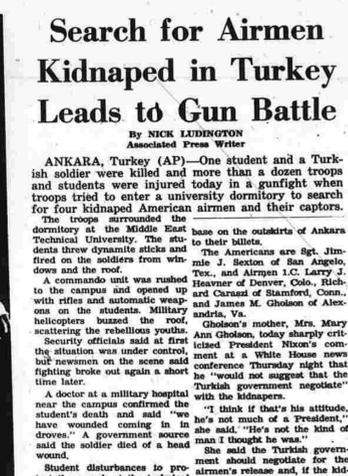 Search for Airmen
Kidnaped in Turkey
Leads to Gun Battle
By NICK LUDINGTON
Associated Press Writer
ANKARA, Turkey (AP)—One student and a Turk-
ish soldier were killed and more than a dozen troops
and students were injured today in a gunfight when
troops tried to enter a university dormitory to search
for four kidnaped American airmen and their captors.
The troops surrounded the
dormitory at the Middle East
Technical University. The stu-
dents threw dynamite sticks and
fired on the soldiers from win-
dows and the roof.
A commando unit was rushed
to the campus and opened up
with rifles and automatic weap-
ons on the students. Military
helicopters buzzed the roof,
scattering the rebellious youths.
Security officials said at first
the situation was under control,
but newsmen on the scene said
fighting broke out again a short
time later.
A doctor at a military hospital
near the campus confirmed the
student's death and said "we
have wounded coming in in
droves." A government source
said the soldier died of a head
wound.
Student disturbances to pro-
base on the outskirts of Ankara
to their billets.
The Americans are Sgt. Jim-
mie J. Sexton of San Angelo,
Tex., and Airmen 1.C. Larry J.
Heavner of Denver, Colo., Rich-
ard Caraszi of Stamford, Conn.,
and James M. Gholson of Alex-
andria, Va.
Gholson's mother, Mrs. Mary
Ann Gholson, today sharply crit-
icized President Nixon's com-
ment at a White House news
conference Thursday night that
he "would not suggest that the
Turkish government negotiate"
with the kidnapers.
"I think if that's his attitude,
he's not much of a President,"
she said. "He's not the kind of
man I thought he was."
She said the Turkish govern-
ment should negotiate for the
airmen's release and, if the kid-